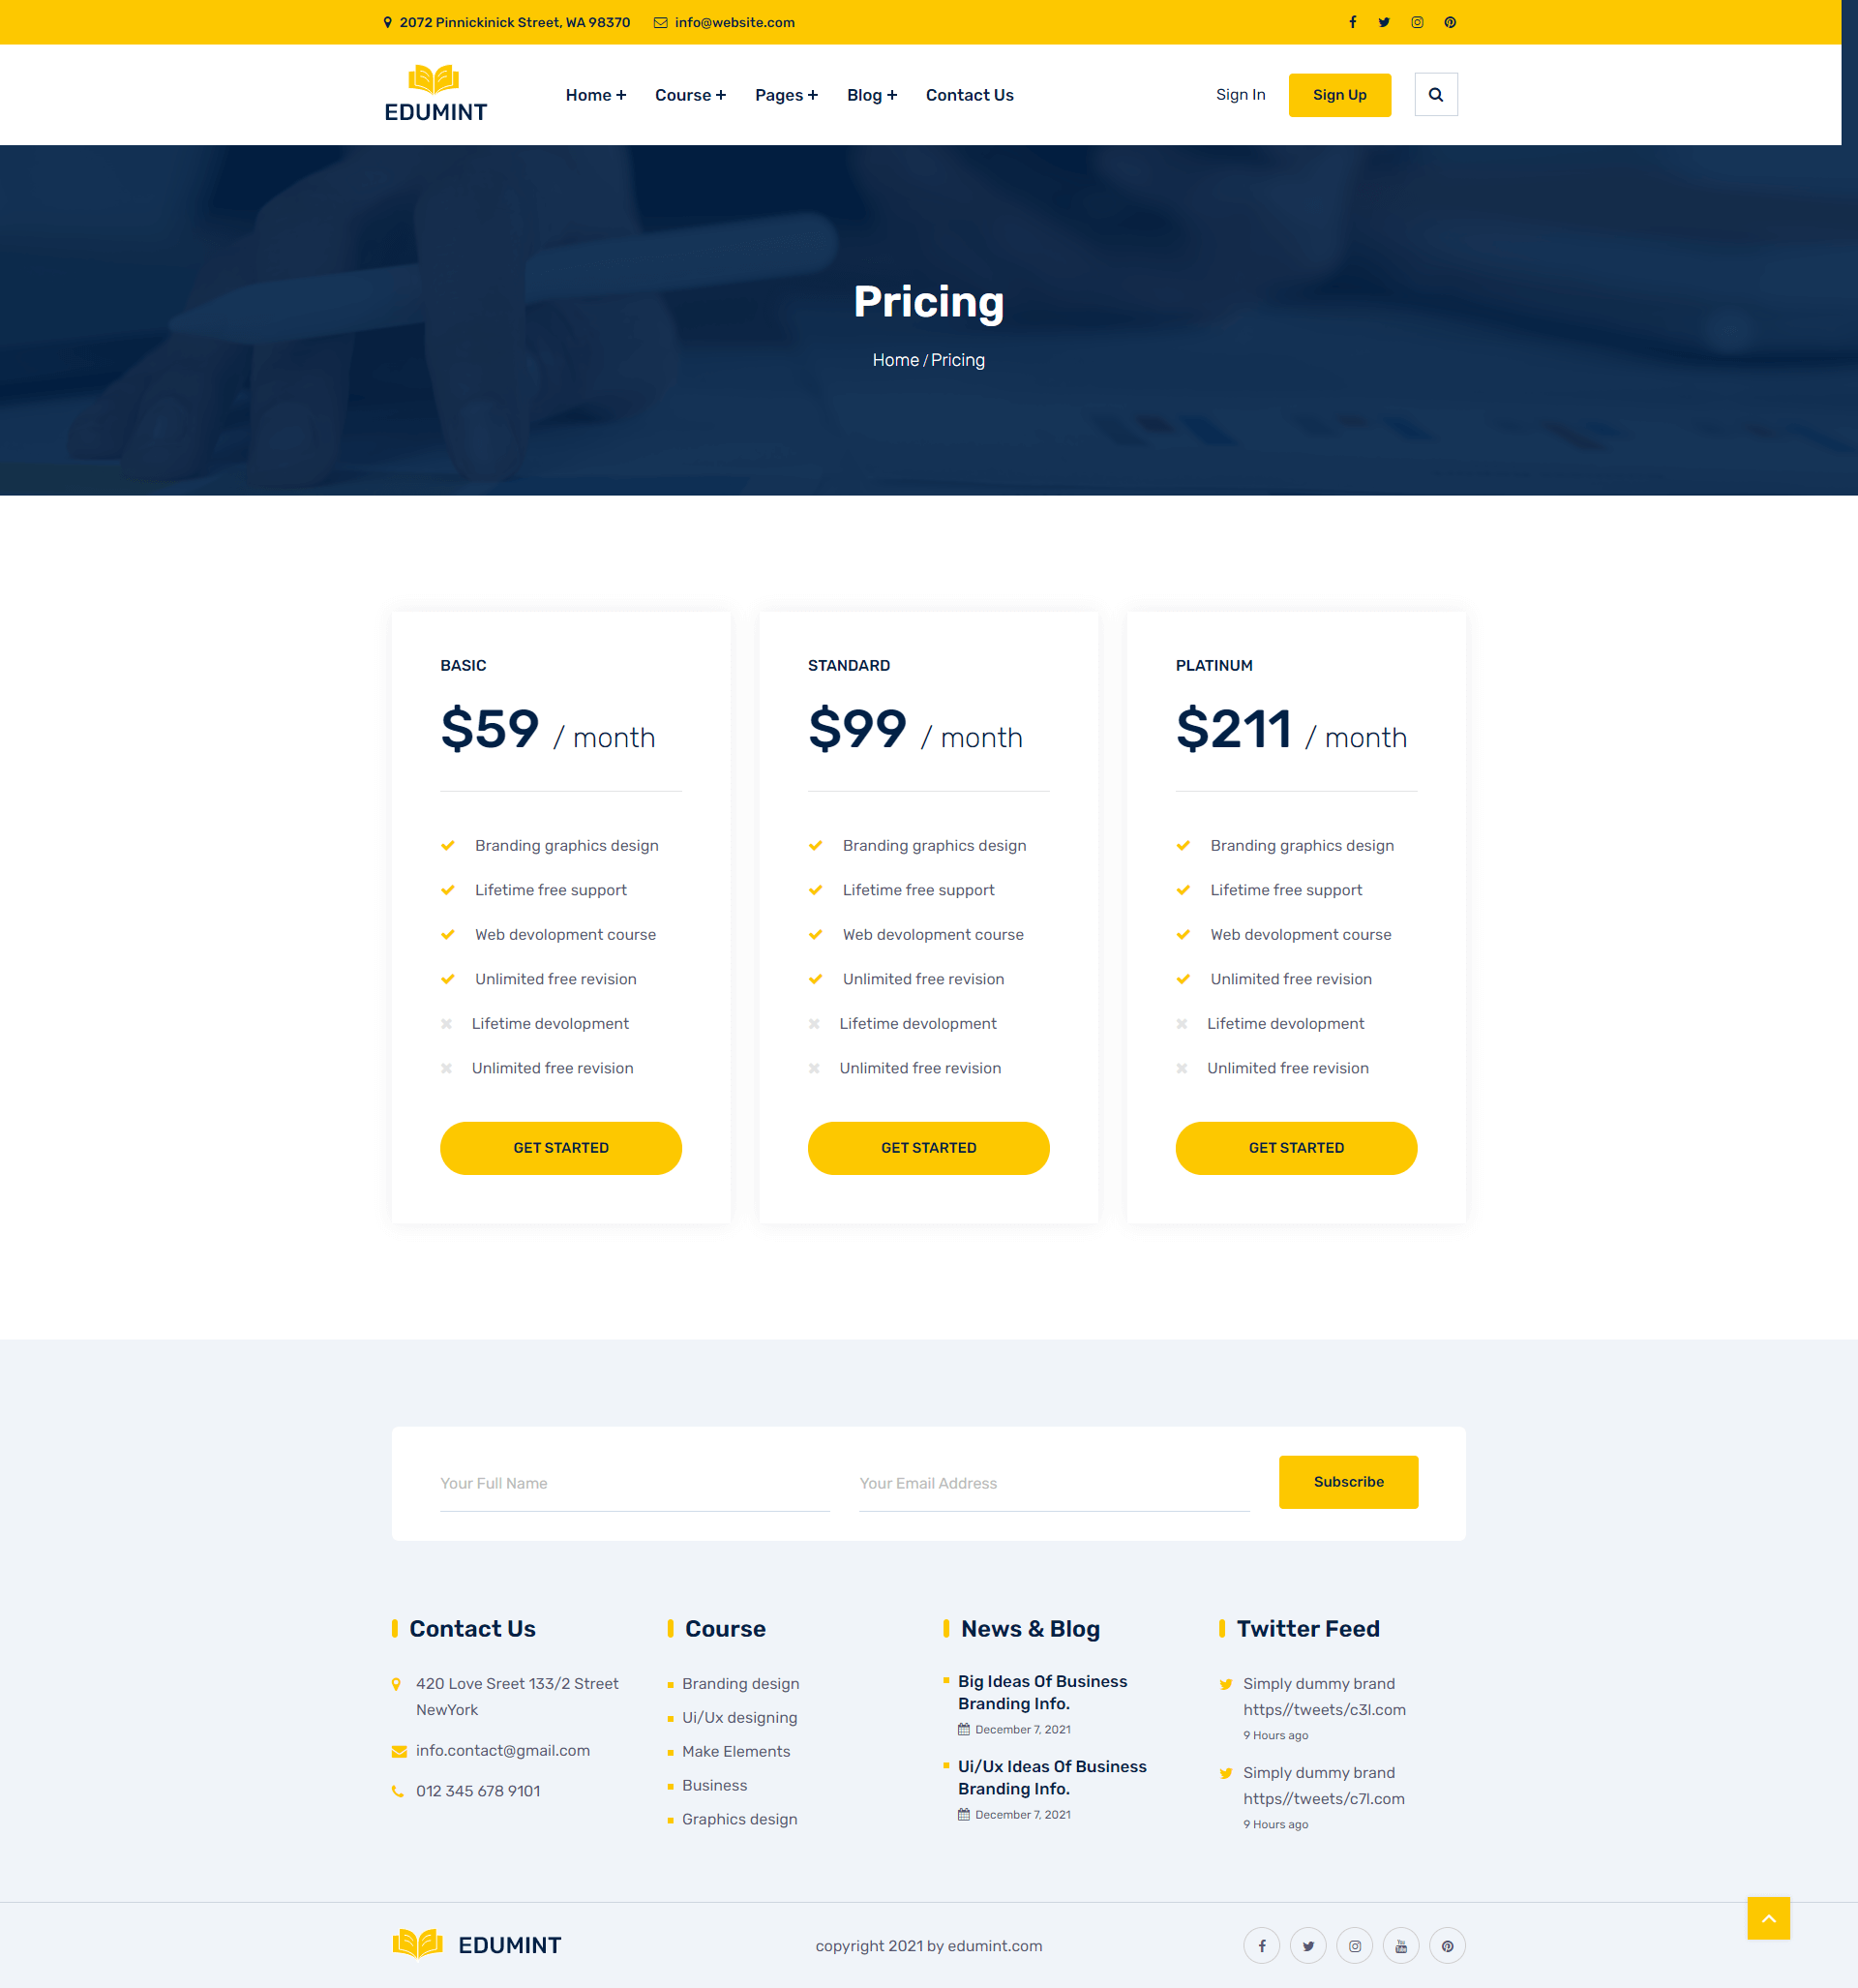 2072 Pinnickinick Street, WA 98370 info@website.com
EDUMINT
Home + Course + Pages + Blog + Contact Us
Sign In Sign Up
Pricing
Home / Pricing
BASIC
$59 / month
Branding graphics design
Lifetime free support
Web devolopment course
Unlimited free revision
Lifetime devolopment
Unlimited free revision
GET STARTED
STANDARD
$99 / month
Branding graphics design
Lifetime free support
Web devolopment course
Unlimited free revision
Lifetime devolopment
Unlimited free revision
GET STARTED
PLATINUM
$211 / month
Branding graphics design
Lifetime free support
Web devolopment course
Unlimited free revision
Lifetime devolopment
Unlimited free revision
GET STARTED
Your Full Name
Your Email Address
Subscribe
Contact Us
420 Love Sreet 133/2 Street
NewYork
info.contact@gmail.com
012 345 678 9101
Course
Branding design
Ui/Ux designing
Make Elements
Business
Graphics design
News & Blog
Big Ideas Of Business
Branding Info.
December 7, 2021
Ui/Ux Ideas Of Business
Branding Info.
December 7, 2021
Twitter Feed
Simply dummy brand
https//tweets/c3l.com
9 Hours ago
Simply dummy brand
https//tweets/c7l.com
9 Hours ago
EDUMINT
copyright 2021 by edumint.com